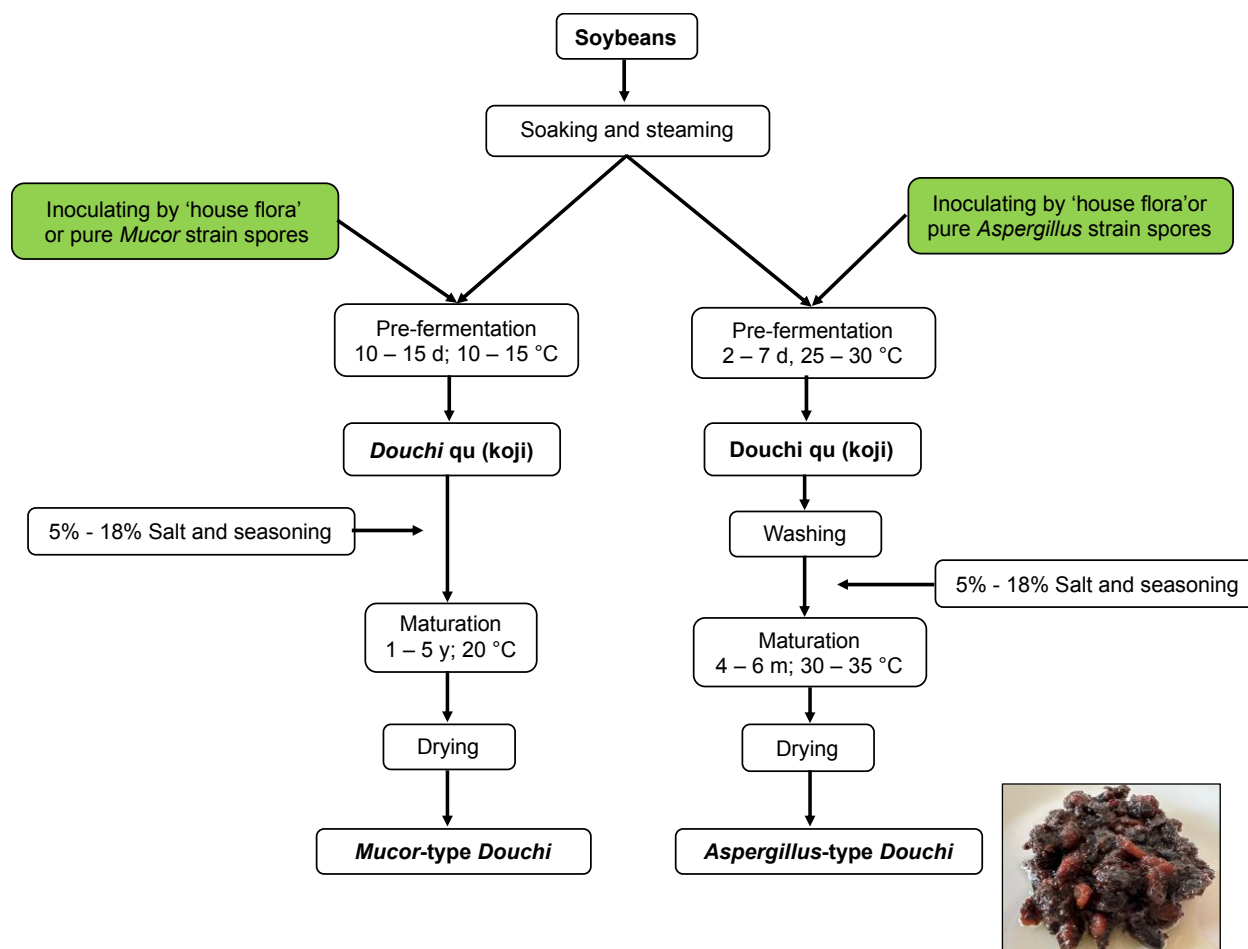 Soybeans
Soaking and steaming
Inoculating by ‘house flora’
or pure Mucor strain spores
Inoculating by ‘house flora’or
pure Aspergillus strain spores
Pre-fermentation
10 – 15 d; 10 – 15 °C
Pre-fermentation
2 – 7 d, 25 – 30 °C
Douchi qu (koji)
Douchi qu (koji)
5% - 18% Salt and seasoning
Washing
5% - 18% Salt and seasoning
Maturation
1 – 5 y; 20 °C
Maturation
4 – 6 m; 30 – 35 °C
Drying
Drying
Mucor-type Douchi
Aspergillus-type Douchi